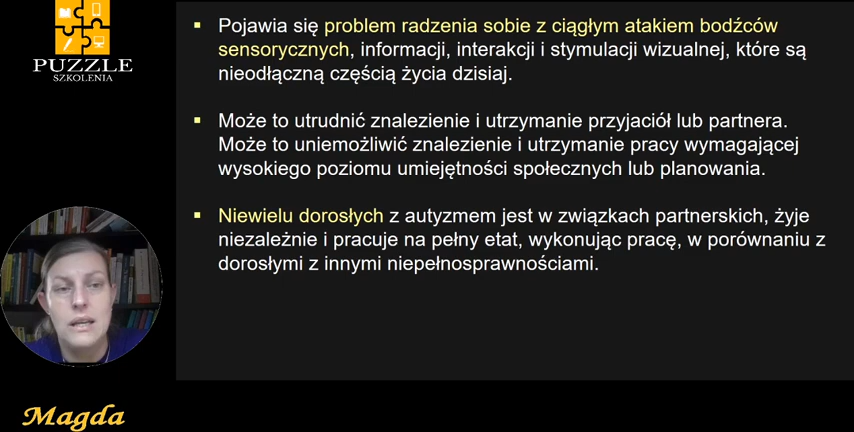 PUZZLE
SZKOLENIA
Pojawia się problem radzenia sobie z ciągłym atakiem bodźców
sensorycznych, informacji, interakcji i stymulacji wizualnej, które są
nieodłączną częścią życia dzisiaj.
Może to utrudnić znalezienie i utrzymanie przyjaciół lub partnera.
Może to uniemożliwić znalezienie i utrzymanie pracy wymagającej
wysokiego poziomu umiejętności społecznych lub planowania.
Niewielu dorosłych z autyzmem jest w związkach partnerskich, żyje
niezależnie i pracuje na pełny etat, wykonując pracę, w porównaniu z
dorosłymi z innymi niepełnosprawnościami.
Magda